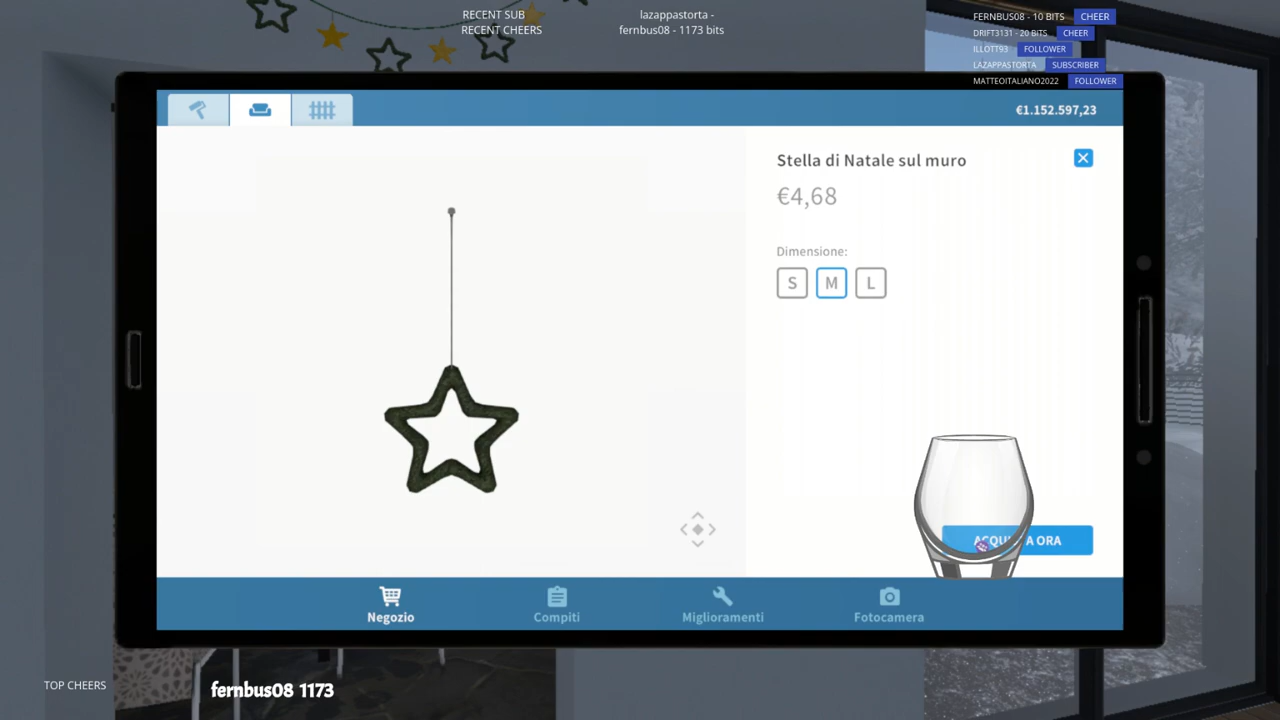 RECENT SUB
lazappastorta -
RECENT CHEERS
fernbus08 - 1173 bits
FERNBUS08 - 10 BITS CHEER
DRIFT3131 - 20 BITS CHEER
ILLOTT93 FOLLOWER
LAZAPPASTORTA SUBSCRIBER
MATTEOITALIANO2022 FOLLOWER
€1.152.597,23
Stella di Natale sul muro
€4,68
Dimensione:
S M L
ORA
Negozio
Compiti
Miglioramenti
Fotocamera
TOP CHEERS
fernbus08 1173